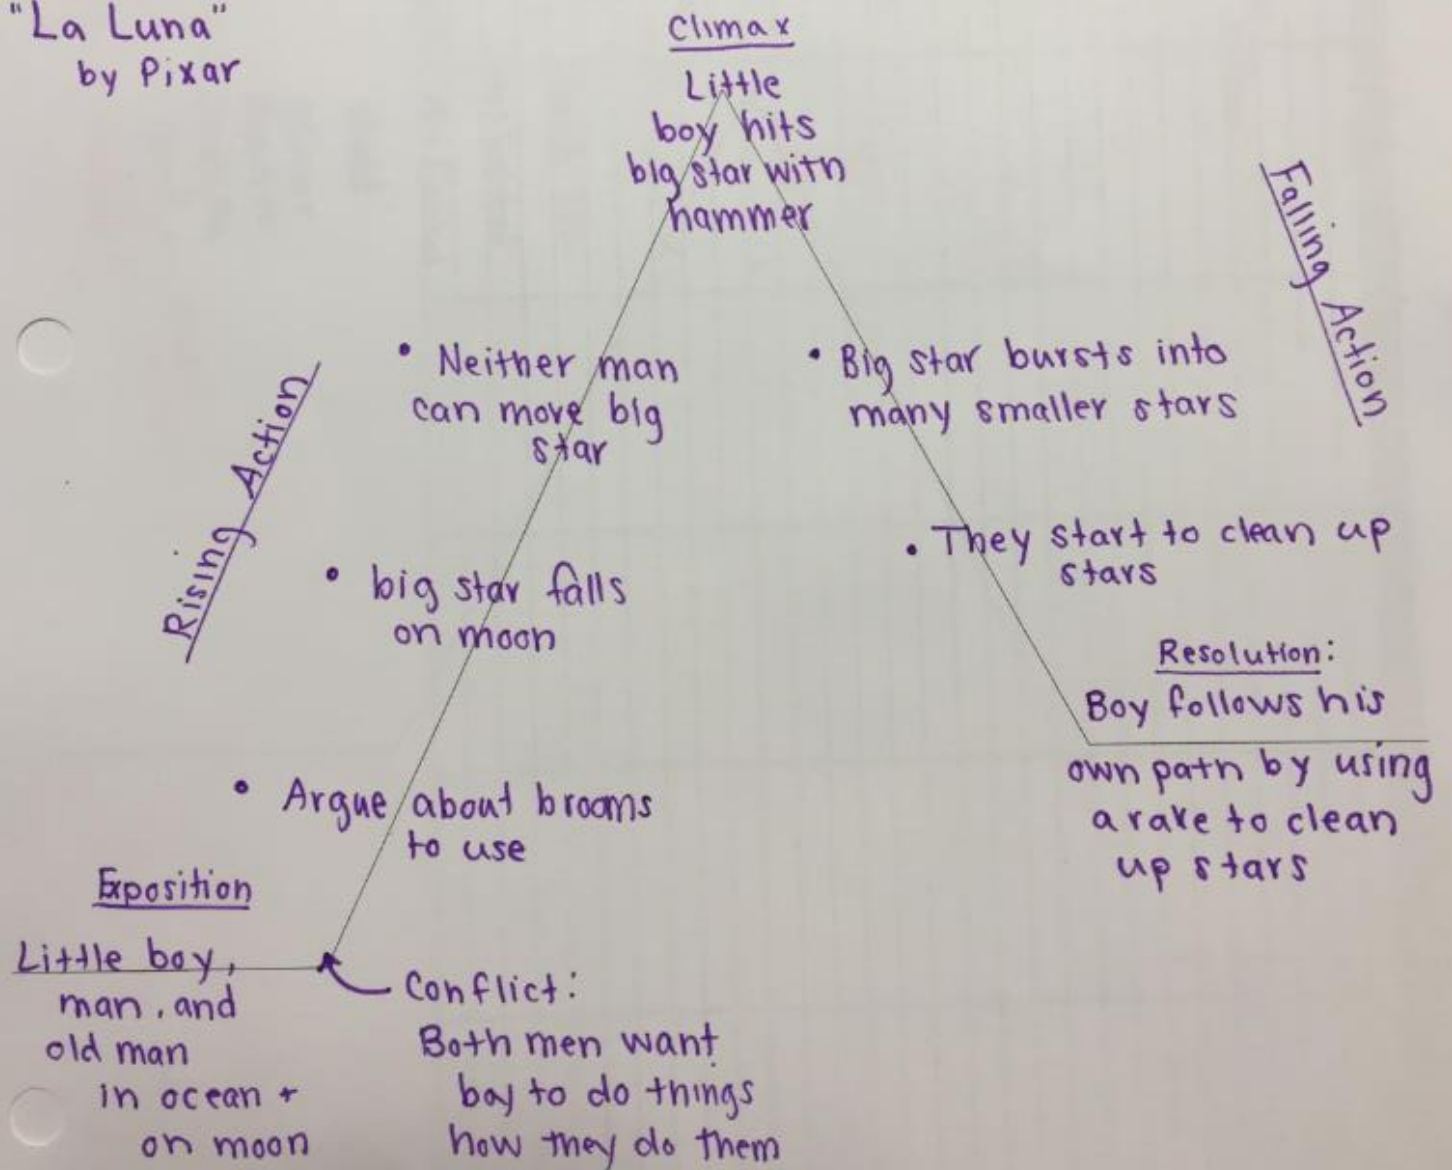 "La Luna"
by Pixar
Climax
Little
boy hits
big star with
hammer
Falling Action
Rising Action
• Neither man
can move big
star
• Big star bursts into
many smaller stars
• big star falls
on moon
• They start to clean up
stars
• Argue about brooms
to use
Resolution:
Boy follows his
own path by using
a rake to clean
up stars
Exposition
Little boy,
man, and
old man
in ocean +
on moon
Conflict:
Both men want
boy to do things
how they do them